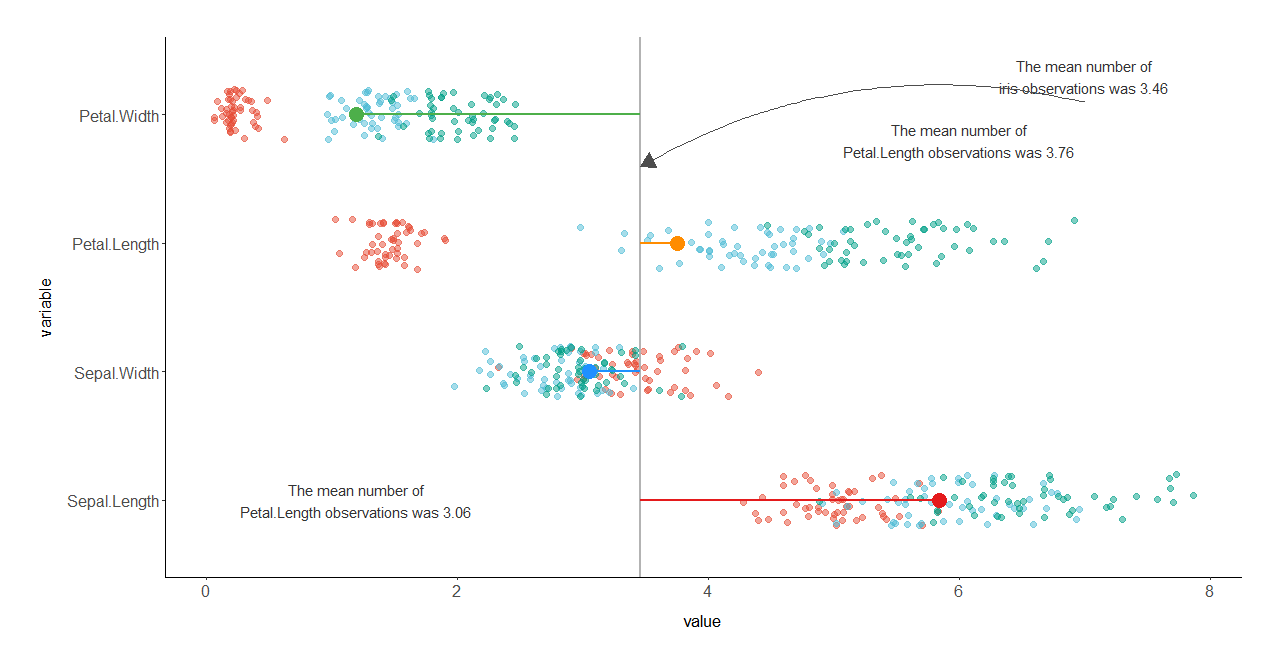 The mean number of
iris observations was 3.46
Petal.Width
The mean number of
Petal.Length observations was 3.76
Petal.Length
variable
Sepal.Width
The mean number of
Petal.Length observations was 3.06
Sepal.Length
0 2 4 6 8
value